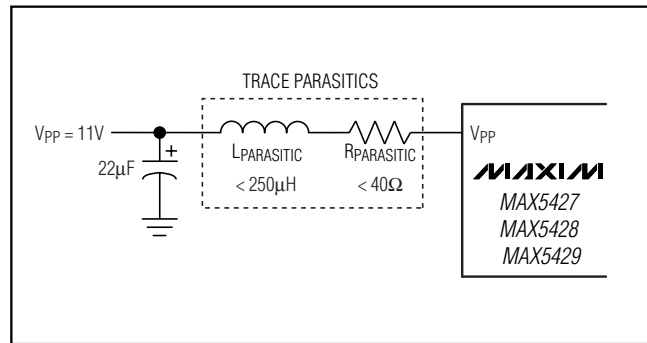 TRACE PARASITICS
VPP = 11V
22µF
+
LPARASITIC
< 250µH
RPARASITIC
< 40Ω
VPP
MAXIM
MAX5427
MAX5428
MAX5429